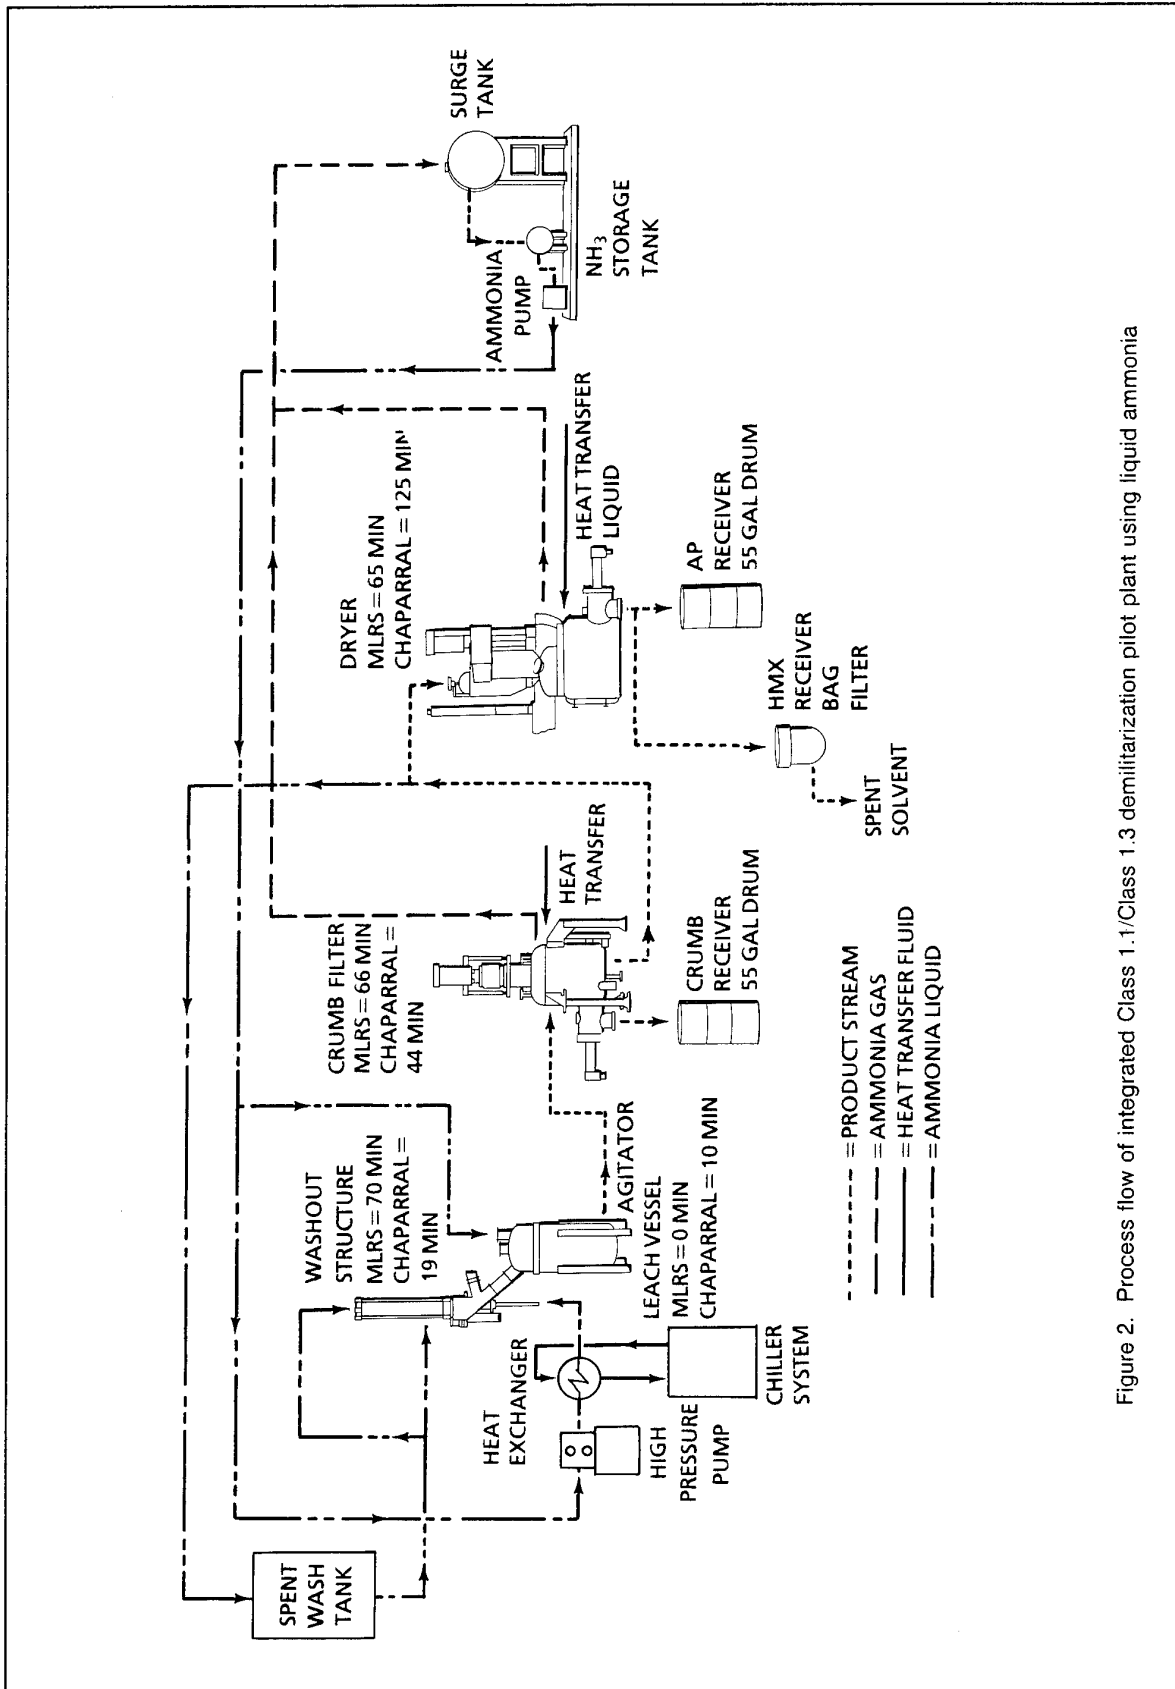 SPENT
WASH
TANK
WASHOUT
STRUCTURE
MLRS = 70 MIN
CHAPARRAL =
19 MIN
HEAT
EXCHANGER
HIGH
PRESSURE
PUMP
CHILLER
SYSTEM
AGITATOR
LEACH VESSEL
MLRS = 0 MIN
CHAPARRAL = 10 MIN
CRUMB FILTER
MLRS = 66 MIN
CHAPARRAL =
44 MIN
HEAT
TRANSFER
CRUMB
RECEIVER
55 GAL DRUM
DRYER
MLRS = 65 MIN
CHAPARRAL = 125 MIN
HEAT TRANSFER
LIQUID
AP
RECEIVER
55 GAL DRUM
HMX
RECEIVER
BAG
FILTER
SPENT
SOLVENT
AMMONIA
PUMP
NH3
STORAGE
TANK
SURGE
TANK
= PRODUCT STREAM
= AMMONIA GAS
= HEAT TRANSFER FLUID
= AMMONIA LIQUID
Figure 2. Process flow of integrated Class 1.1/Class 1.3 demilitarization pilot plant using liquid ammonia